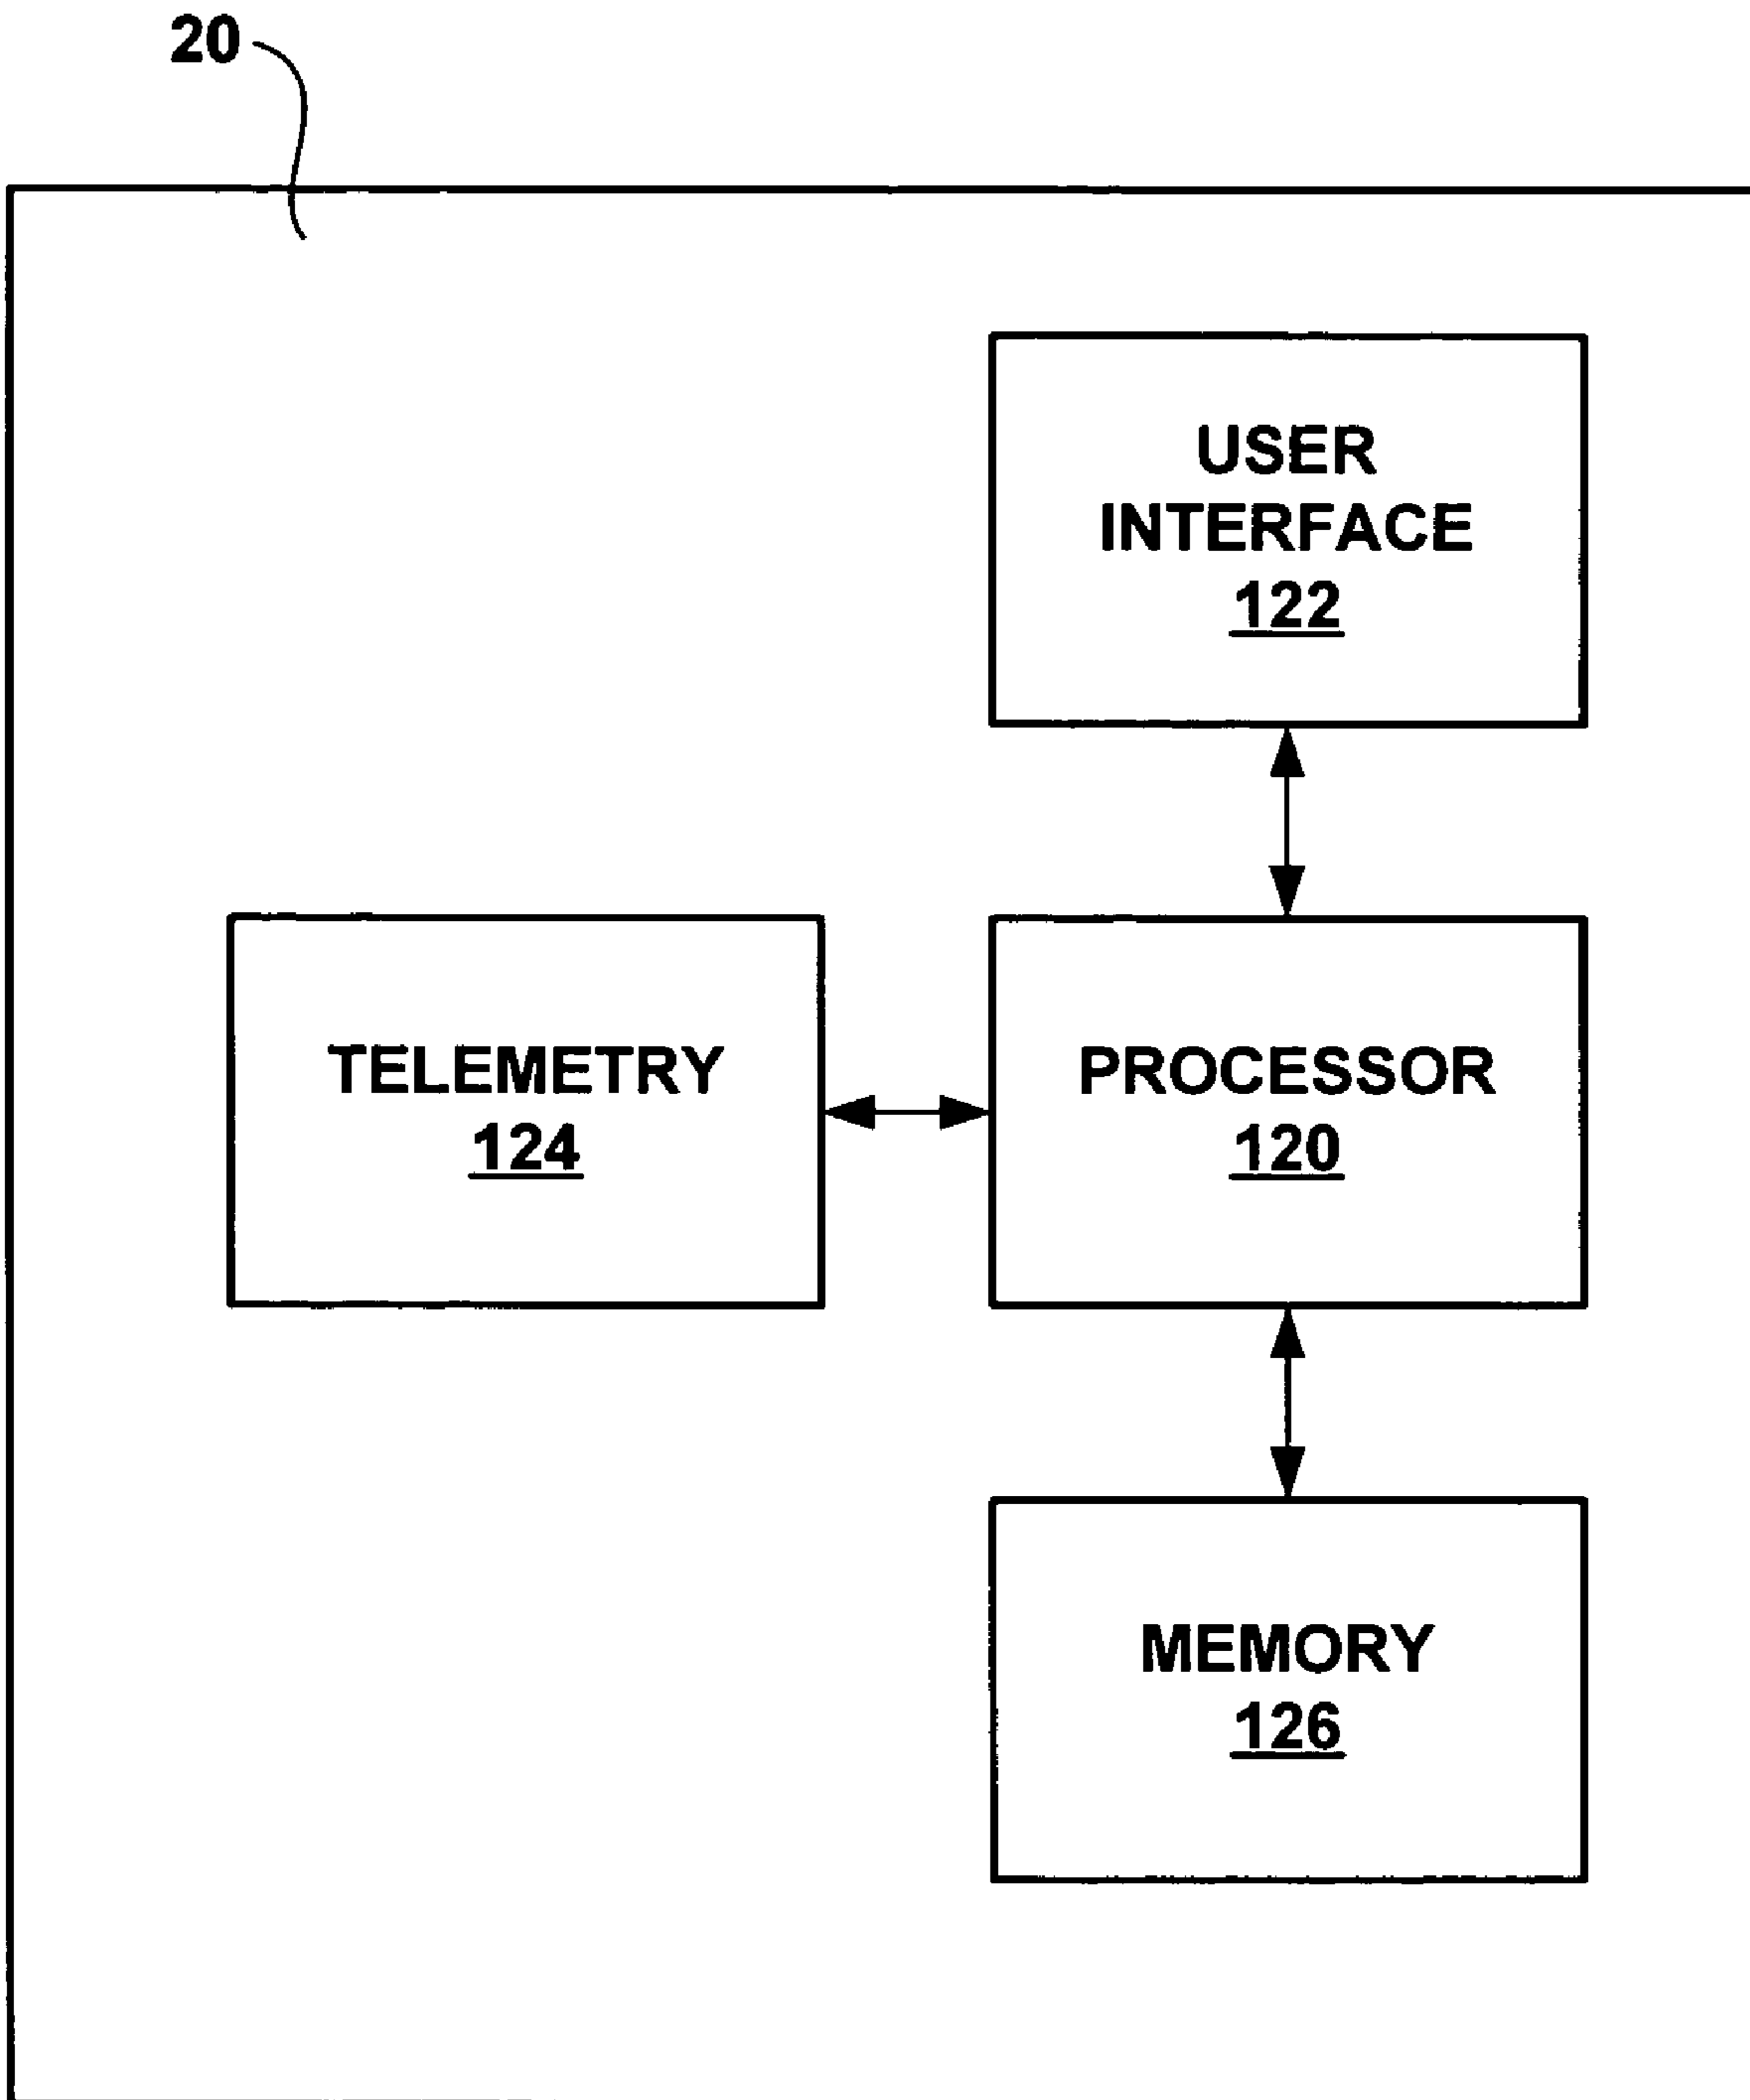 20
USER
INTERFACE
122
TELEMETRY
124
PROCESSOR
120
MEMORY
126